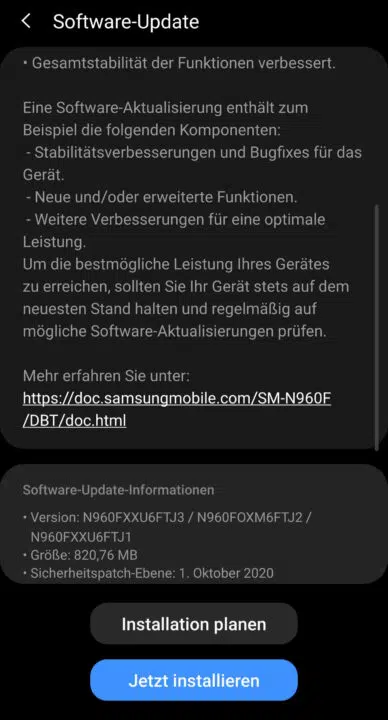 Software-Update
• Gesamtstabilität der Funktionen verbessert.
Eine Software-Aktualisierung enthält zum
Beispiel die folgenden Komponenten:
- Stabilitätsverbesserungen und Bugfixes für das
Gerät.
- Neue und/oder erweiterte Funktionen.
- Weitere Verbesserungen für eine optimale
Leistung.
Um die bestmögliche Leistung Ihres Gerätes
zu erreichen, sollten Sie Ihr Gerät stets auf dem
neuesten Stand halten und regelmäßig auf
mögliche Software-Aktualisierungen prüfen.
Mehr erfahren Sie unter:
https://doc.samsungmobile.com/SM-N960F
/DBT/doc.html
Software-Update-Informationen
• Version: N960FXXU6FTJ3 / N960FOXM6FTJ2 /
N960FXXU6FTJ1
• Größe: 820,76 MB
• Sicherheitspatch-Ebene: 1. Oktober 2020
Installation planen
Jetzt installieren